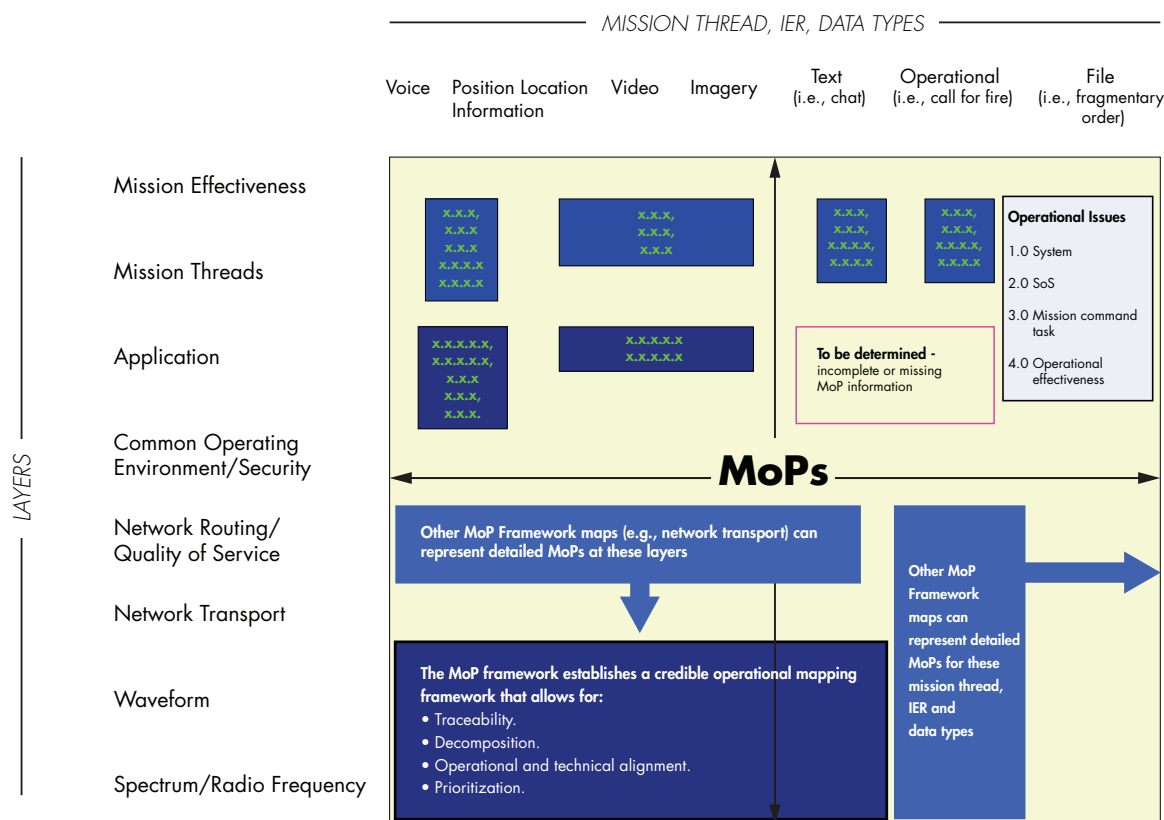 MISSION THREAD, IER, DATA TYPES
Voice
Position Location
Information
Video
Imagery
Text
(i.e., chat)
Operational
(i.e., call for fire)
File
(i.e., fragmentary
order)
LAYERS
Mission Effectiveness
Mission Threads
Application
Common Operating
Environment/Security
Network Routing/
Quality of Service
Network Transport
Waveform
Spectrum/Radio Frequency
x.x.x,
x.x.x
x.x.x
x.x.x.x
x.x.x.x
x.x.x,
x.x.x,
x.x.x
x.x.x,
x.x.x,
x.x.x.x,
x.x.x.x
x.x.x,
x.x.x,
x.x.x.x,
x.x.x.x
Operational Issues
1.0 System
2.0 SoS
3.0 Mission command
task
4.0 Operational
effectiveness
x.x.x.x.x,
x.x.x.x.x,
x.x.x
x.x.x,
x.x.x.
x.x.x.x.x
x.x.x.x.x
To be determined -
incomplete or missing
MoP information
MoPs
Other MoP Framework maps (e.g., network transport) can
represent detailed MoPs at these layers
Other MoP
Framework
maps can
represent detailed
MoPs for these
mission thread,
IER and
data types
The MoP framework establishes a credible operational mapping
framework that allows for:
• Traceability.
• Decomposition.
• Operational and technical alignment.
• Prioritization.